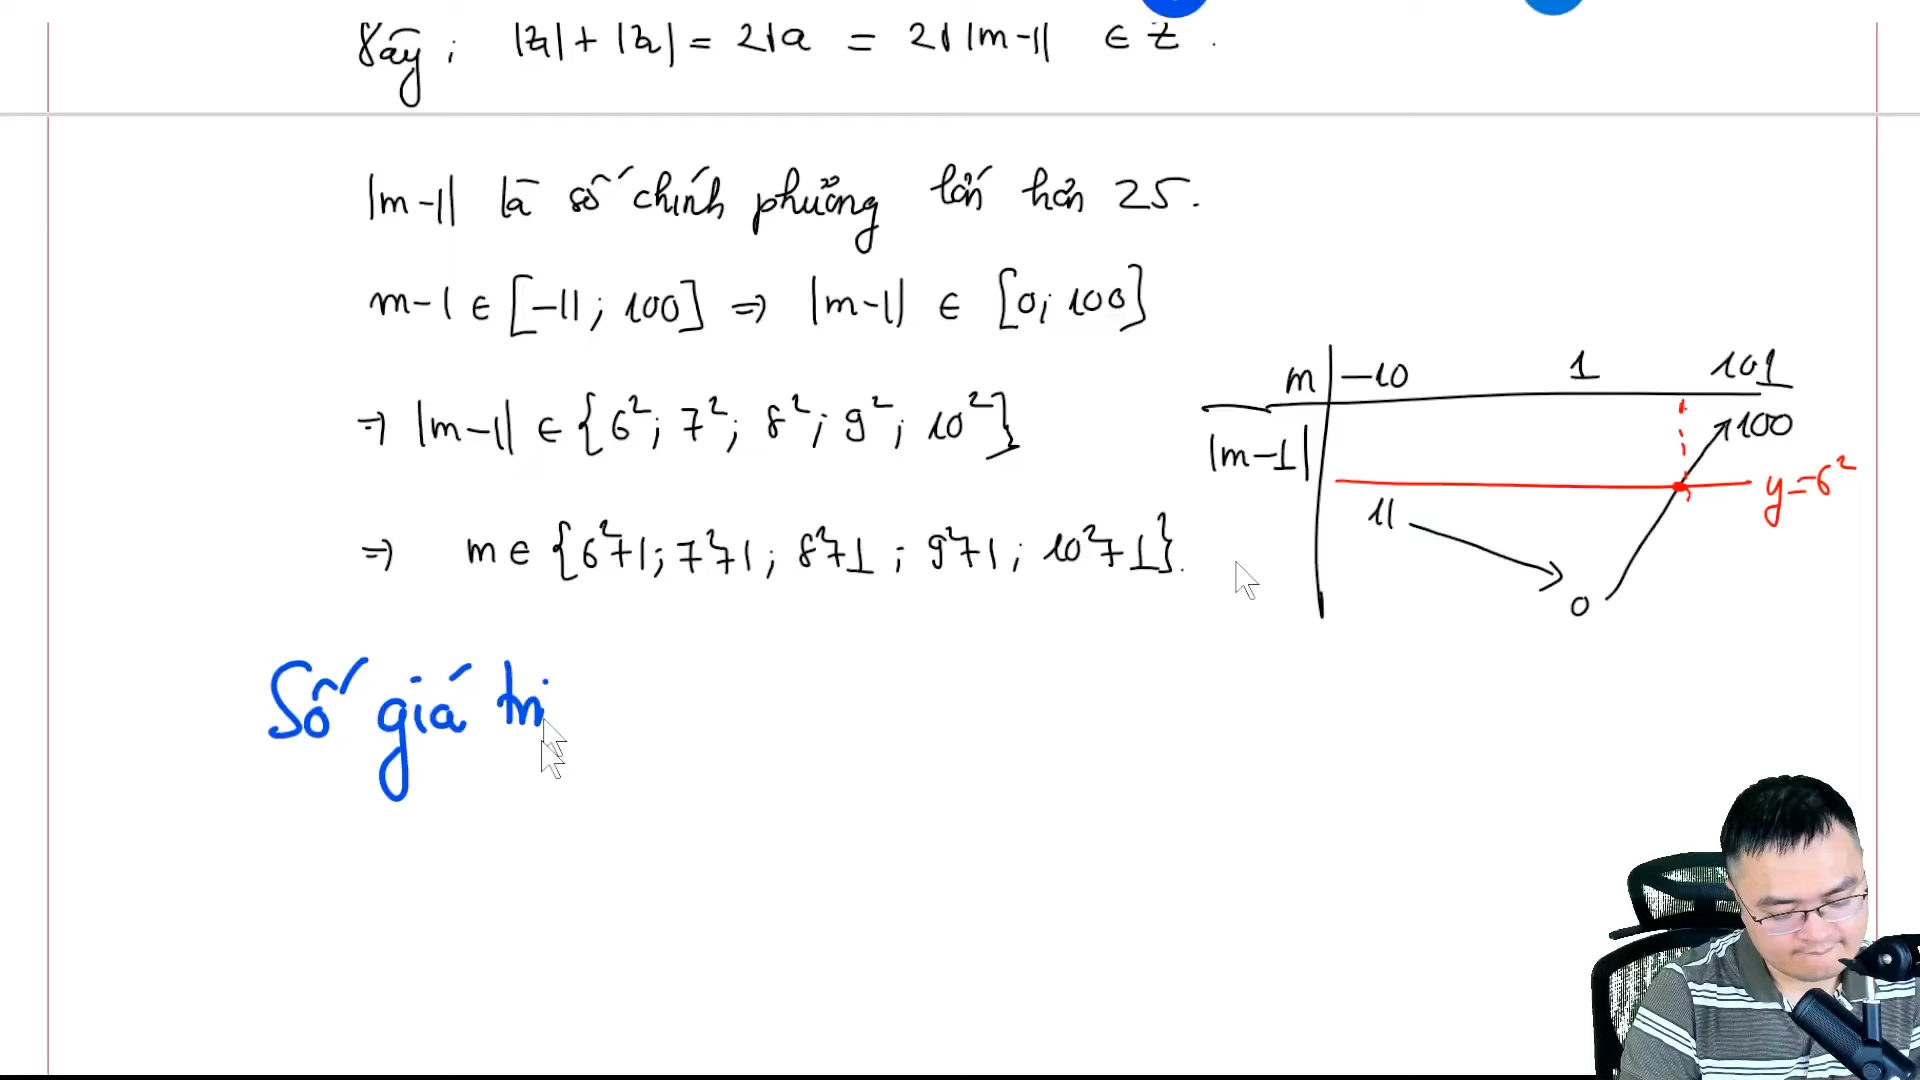 Vậy: |z₁| + |z₂| = 2√a = 2√|m-1| ∈ Z.
|m-1| là số chính phương lớn hơn 25.
m-1 ∈ [-11; 100] ⇒ |m-1| ∈ [0; 100]
⇒ |m-1| ∈ {6²; 7²; 8²; 9²; 10²}
⇒ m ∈ {6²+1; 7²+1; 8²+1; 9²+1; 10²+1}.
m -10 1 101
|m-1| 11 0 100
y=6²
Số giá trị